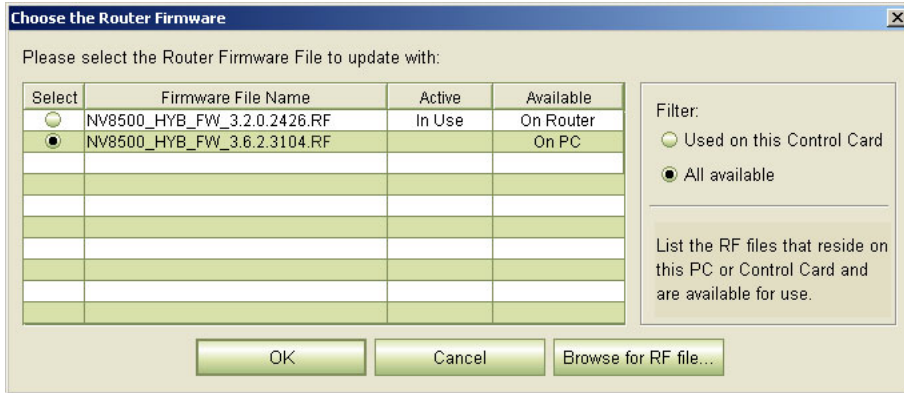 Choose the Router Firmware
Please select the Router Firmware File to update with:
Select Firmware File Name Active Available
NV8500_HYB_FW_3.2.0.2426.RF In Use On Router
NV8500_HYB_FW_3.6.2.3104.RF On PC
Filter:
Used on this Control Card
All available
List the RF files that reside on
this PC or Control Card and
are available for use.
OK Cancel Browse for RF file...